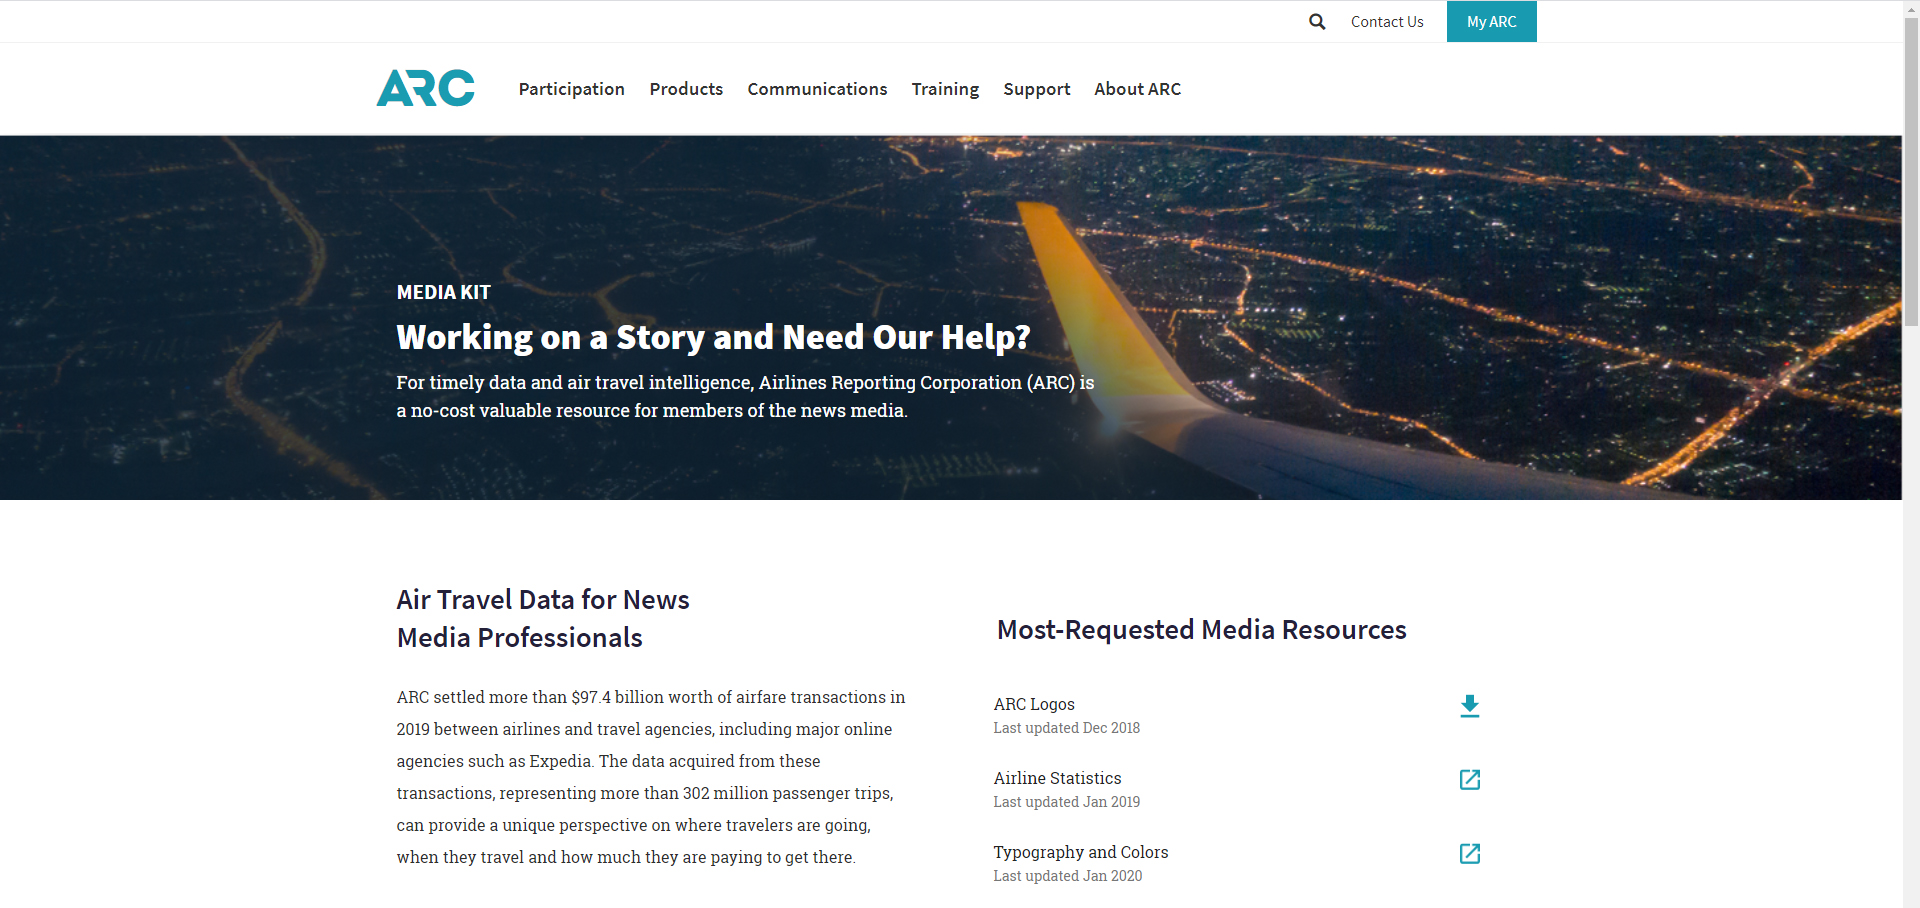 Contact Us
My ARC
ARC
Participation
Products
Communications
Training
Support
About ARC
MEDIA KIT
Working on a Story and Need Our Help?
For timely data and air travel intelligence, Airlines Reporting Corporation (ARC) is
a no-cost valuable resource for members of the news media.
Air Travel Data for News
Media Professionals
ARC settled more than $97.4 billion worth of airfare transactions in
2019 between airlines and travel agencies, including major online
agencies such as Expedia. The data acquired from these
transactions, representing more than 302 million passenger trips,
can provide a unique perspective on where travelers are going,
when they travel and how much they are paying to get there.
Most-Requested Media Resources
ARC Logos
Last updated Dec 2018
Airline Statistics
Last updated Jan 2019
Typography and Colors
Last updated Jan 2020